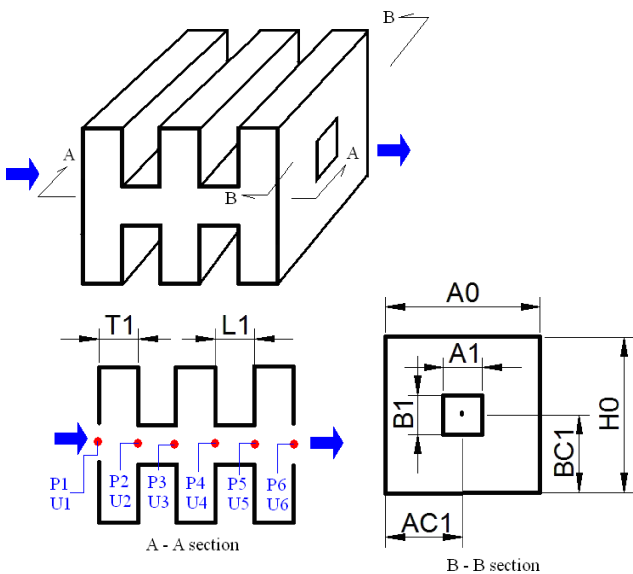 B
A
A
B
T1
L1
A0
A1
B1
H0
BC1
AC1
P1 P2 P3 P4 P5 P6
U1 U2 U3 U4 U5 U6
A - A section
B - B section